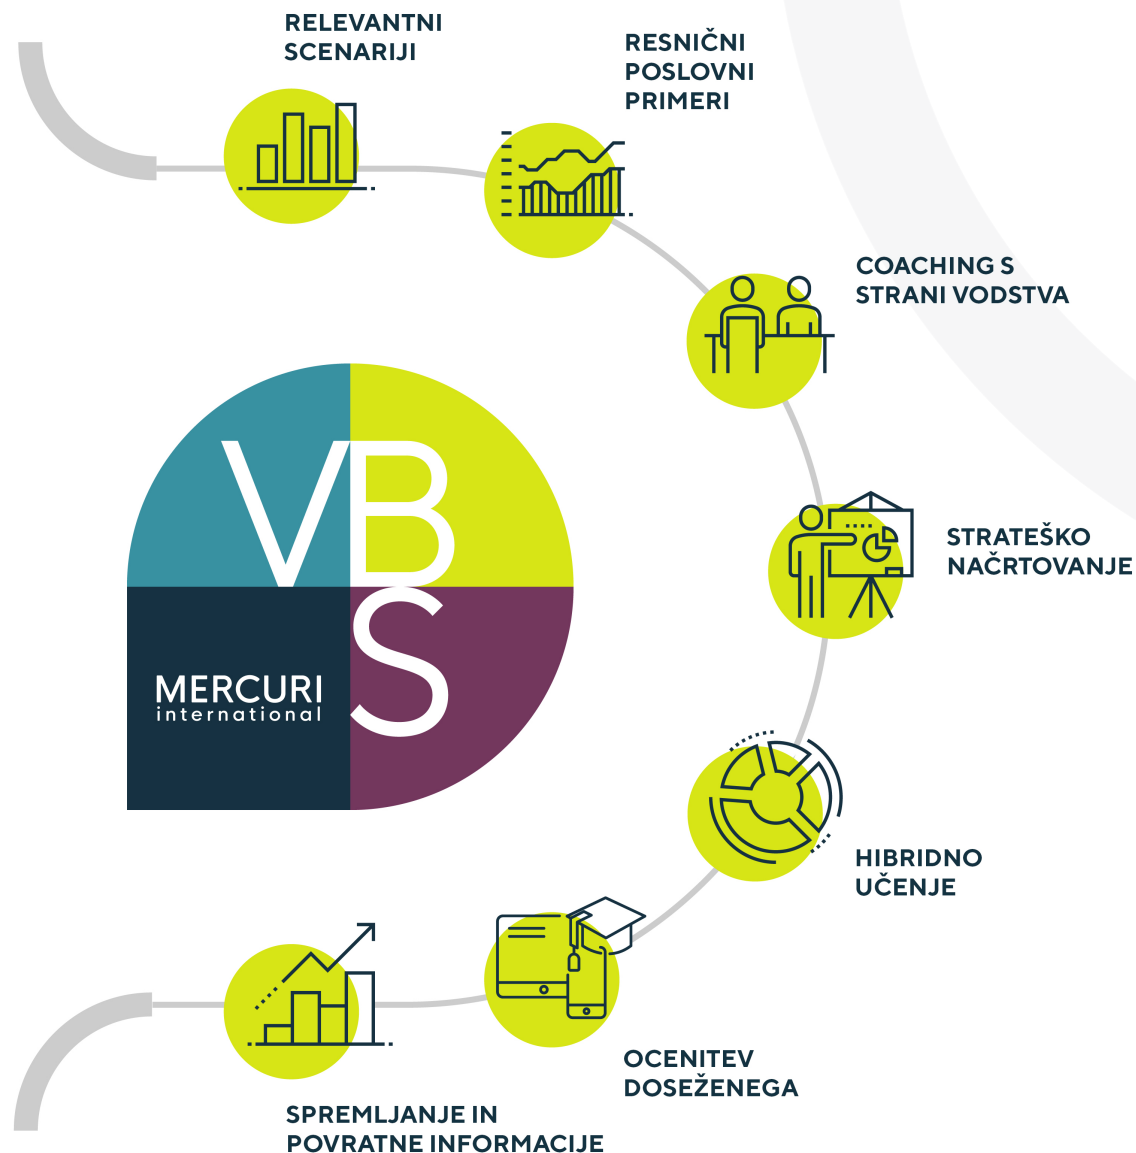 RELEVANTNI
SCENARIJI
RESNIČNI
POSLOVNI
PRIMERI
COACHING S
STRANI VODSTVA
VB
S
MERCURI
international
STRATEŠKO
NAČRTOVANJE
HIBRIDNO
UČENJE
OCENITEV
DOSEŽENEGA
SPREMLJANJE IN
POVRATNE INFORMACIJE